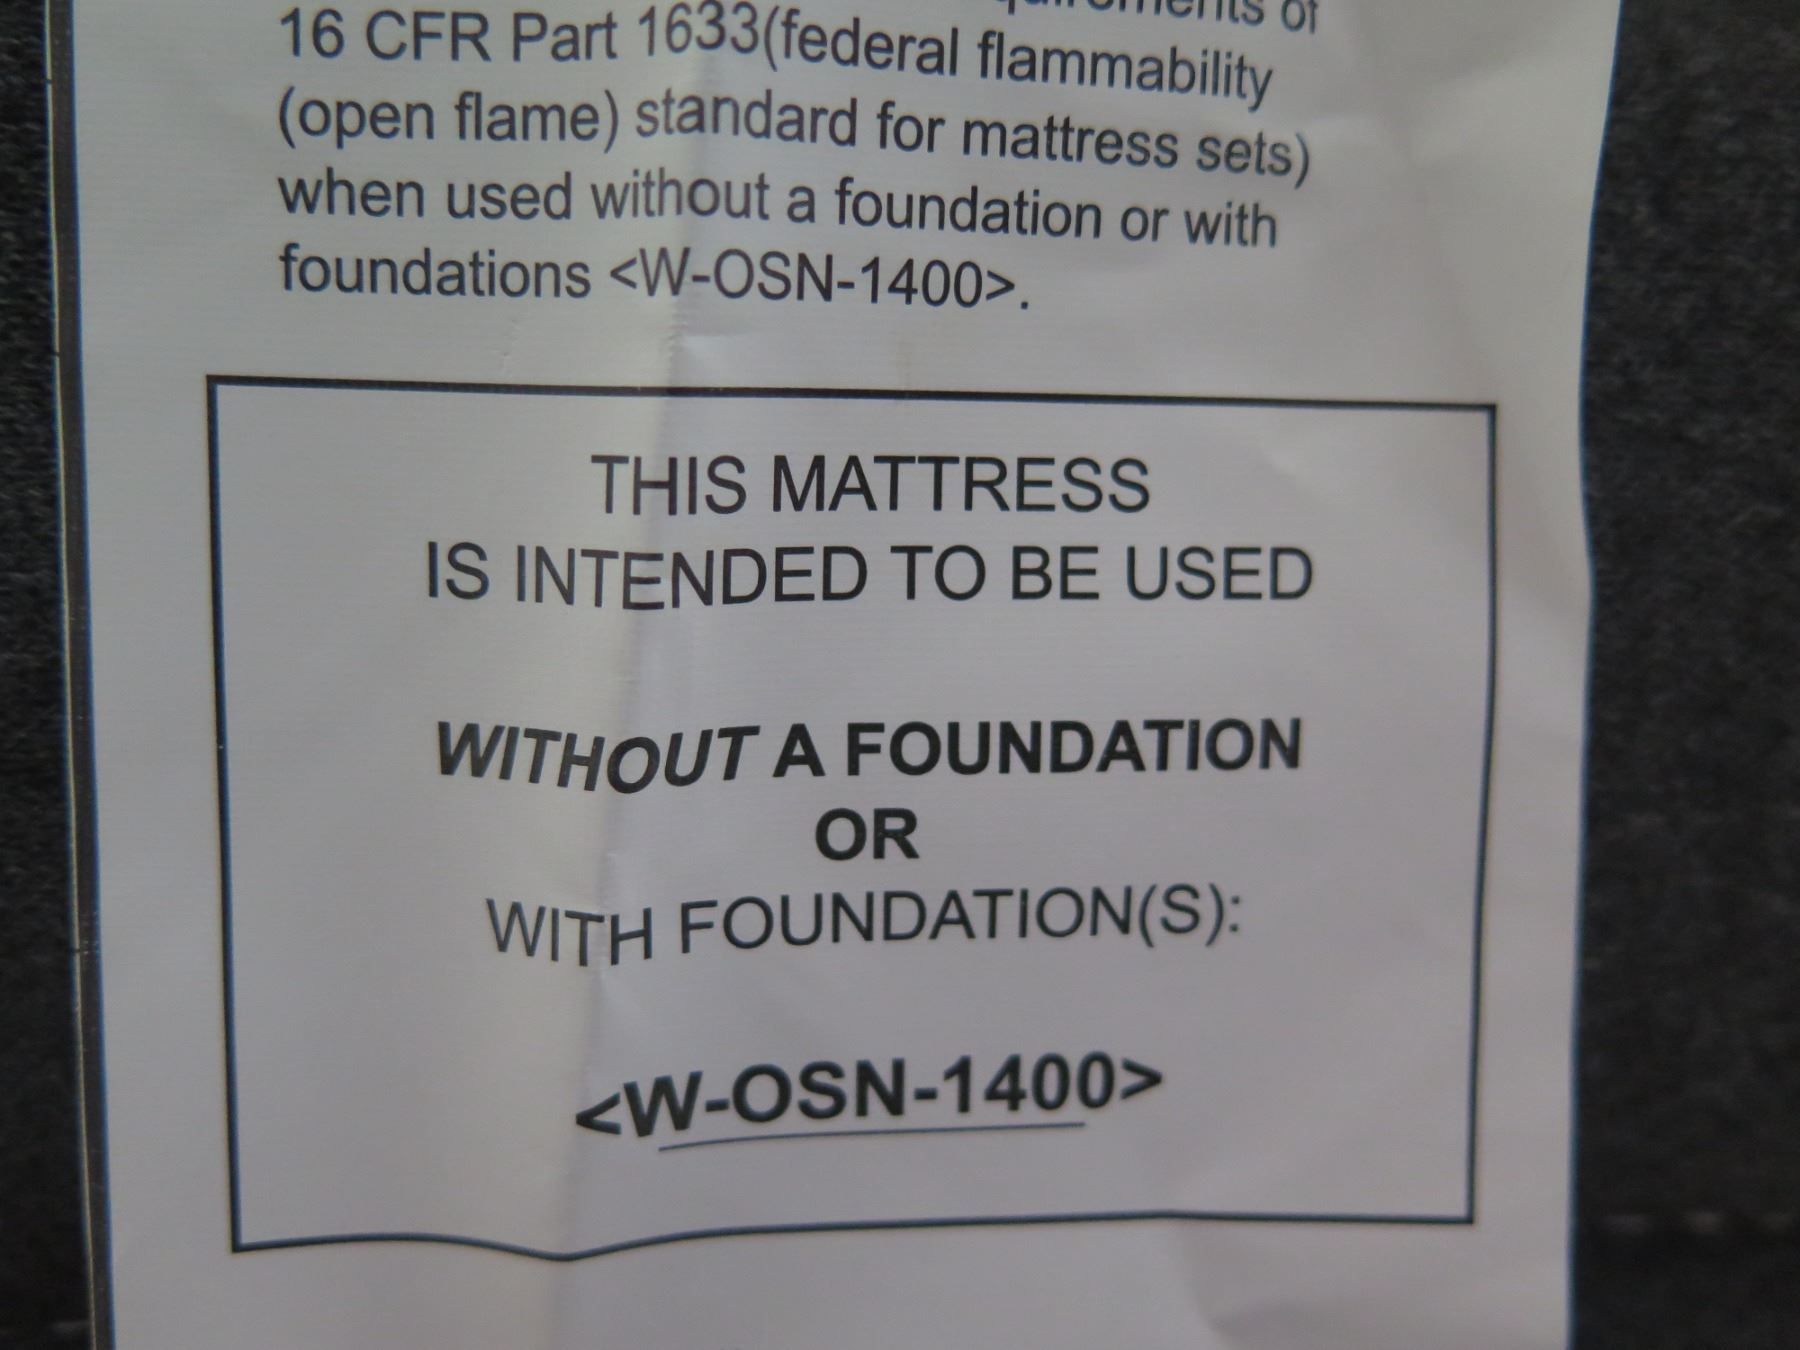 of
16 CFR Part 1633(federal flammability
(open flame) standard for mattress sets)
when used without a foundation or with
foundations <W-OSN-1400>.
THIS MATTRESS
IS INTENDED TO BE USED
WITHOUT A FOUNDATION
OR
WITH FOUNDATION(S):
<W-OSN-1400>